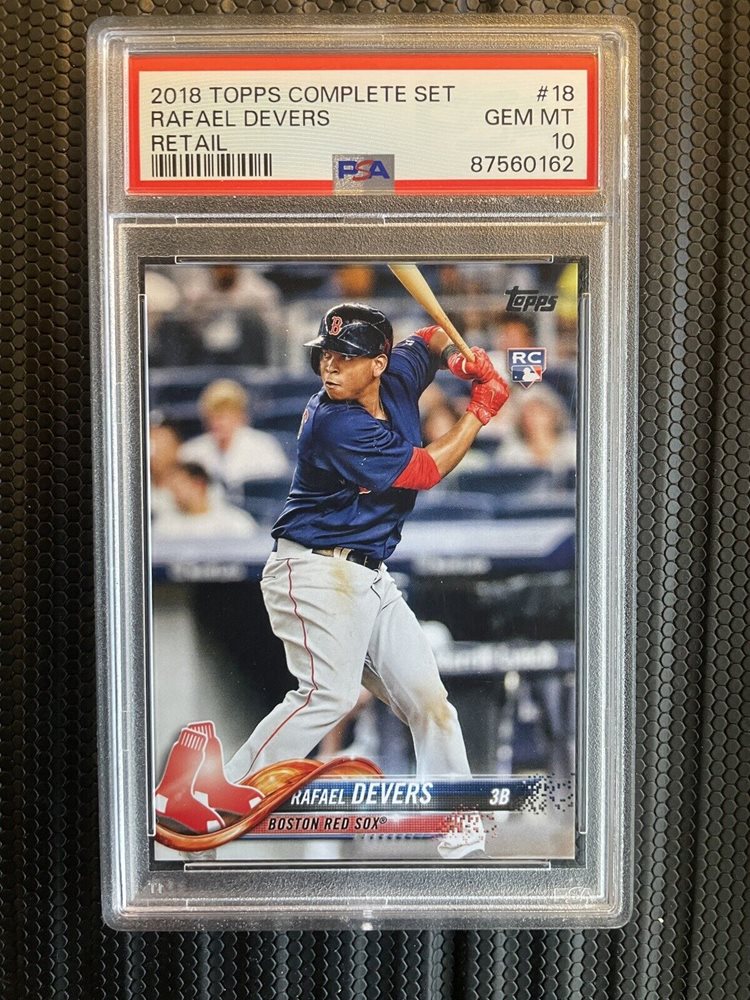 2018 TOPPS COMPLETE SET #18
RAFAEL DEVERS GEM MT
RETAIL 10
PSA 87560162
Topps
B
RC
RAFAEL DEVERS 3B
BOSTON RED SOX®